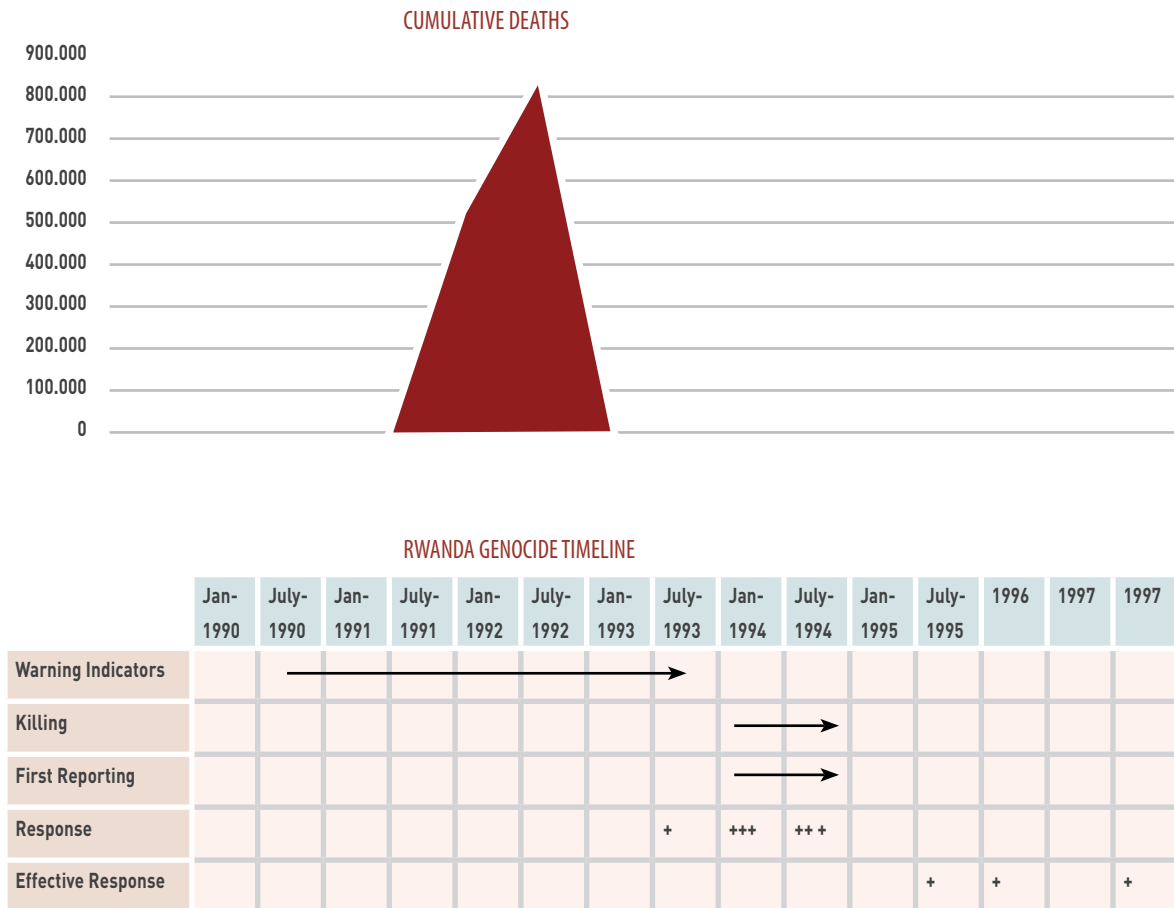 CUMULATIVE DEATHS
900.000
800.000
700.000
600.000
500.000
400.000
300.000
200.000
100.000
0
RWANDA GENOCIDE TIMELINE
Jan- July- Jan- July- Jan- July- Jan- July- Jan- July- Jan- July- 1996 1997 1997
1990 1990 1991 1991 1992 1992 1993 1993 1994 1994 1995 1995
Warning Indicators
Killing
First Reporting
Response + +++ ++ +
Effective Response + + +